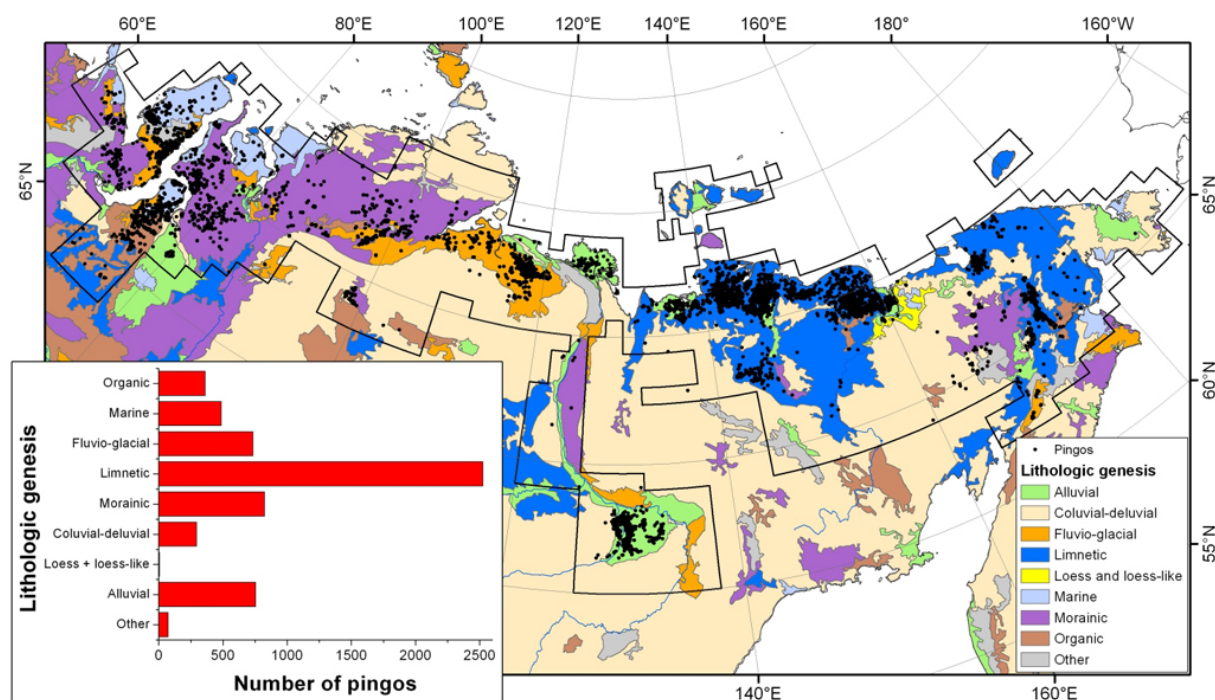 60°E 80°E 100°E 120°E 140°E 160°E 180° 160°W
65°N
65°N
60°N
55°N
Organic
Marine
Fluvio-glacial
Limnetic
Morainic
Coluvial-deluvial
Loess + loess-like
Alluvial
Other
Lithologic genesis
0 500 1000 1500 2000 2500
Number of pingos
Pingos
Lithologic genesis
Alluvial
Coluvial-deluvial
Fluvio-glacial
Limnetic
Loess and loess-like
Marine
Morainic
Organic
Other
140°E 160°E